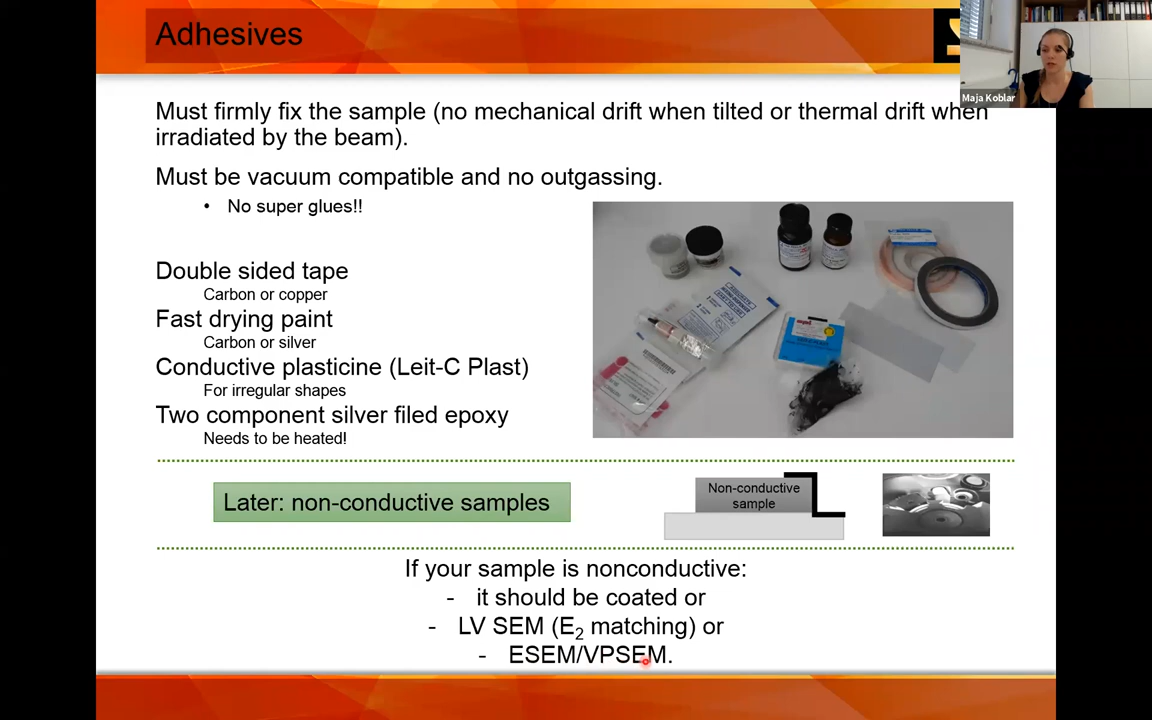 Adhesives
Maja Koblar
Must firmly fix the sample (no mechanical drift when tilted or thermal drift when
irradiated by the beam).
Must be vacuum compatible and no outgassing.
• No super glues!!
Double sided tape
Carbon or copper
Fast drying paint
Carbon or silver
Conductive plasticine (Leit-C Plast)
For irregular shapes
Two component silver filed epoxy
Needs to be heated!
Later: non-conductive samples
Non-conductive
sample
If your sample is nonconductive:
- it should be coated or
- LV SEM (E₂ matching) or
- ESEM/VPSEM.